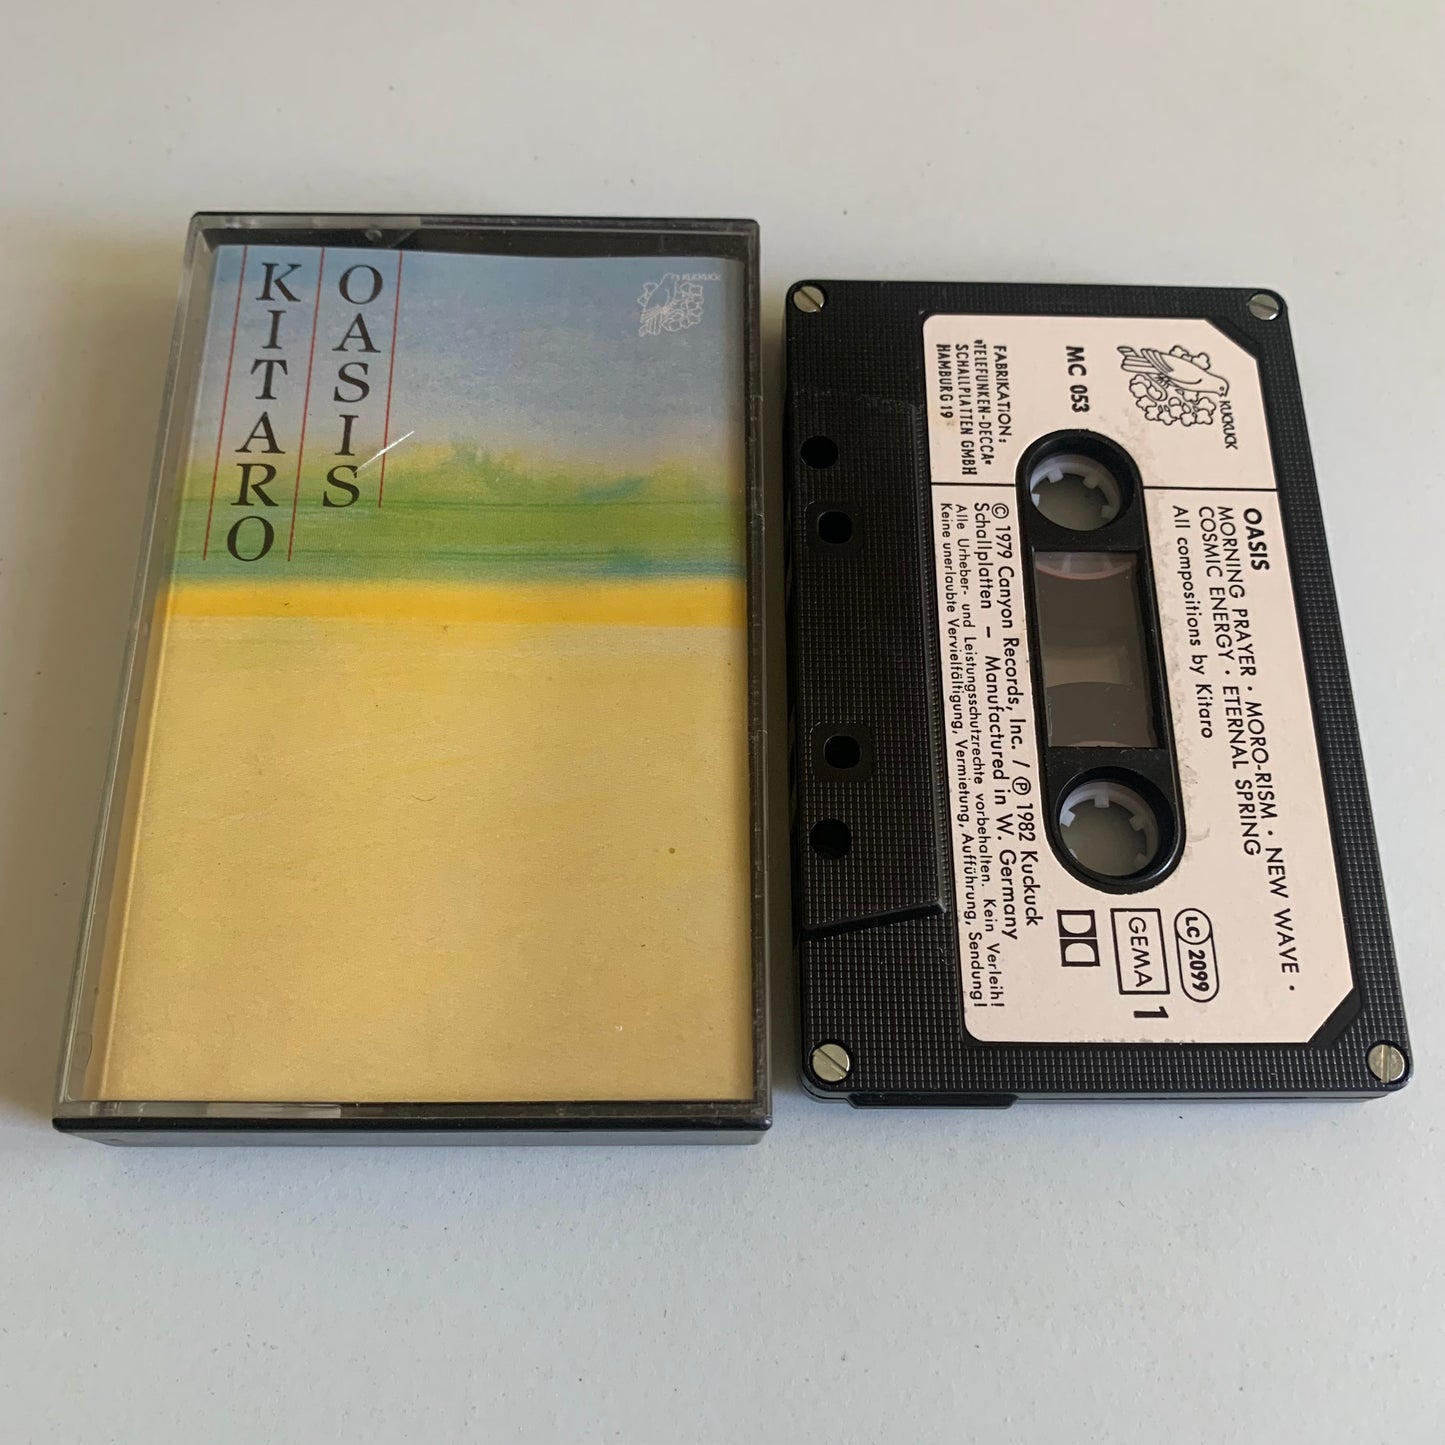 KITARO
OASIS
KUCKUCK
KUCKUCK
MC 053
FABRIKATION:
»TELEFUNKEN-DECCA«
SCHALLPLATTEN GMBH
HAMBURG 19
OASIS
MORNING PRAYER · MORO-RISM · NEW WAVE ·
COSMIC ENERGY · ETERNAL SPRING
All compositions by Kitaro
LC 2099
GEMA
1
© 1979 Canyon Records, Inc. / ℗ 1982 Kuckuck
Schallplatten – Manufactured in W. Germany
Alle Urheber- und Leistungsschutzrechte vorbehalten. Kein Verleih!
Keine unerlaubte Vervielfältigung, Vermietung, Aufführung, Sendung!